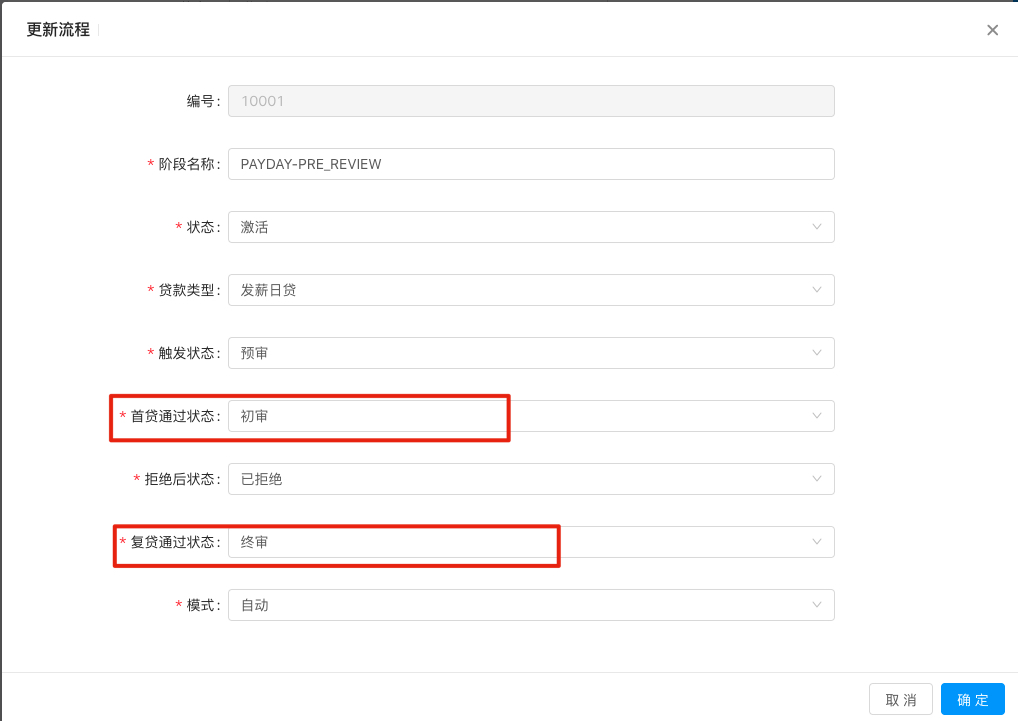 更新流程
编号: 10001
* 阶段名称: PAYDAY-PRE_REVIEW
* 状态: 激活
* 贷款类型: 发薪日贷
* 触发状态: 预审
* 首贷通过状态: 初审
* 拒绝后状态: 已拒绝
* 复贷通过状态: 终审
* 模式: 自动
取 消 确 定